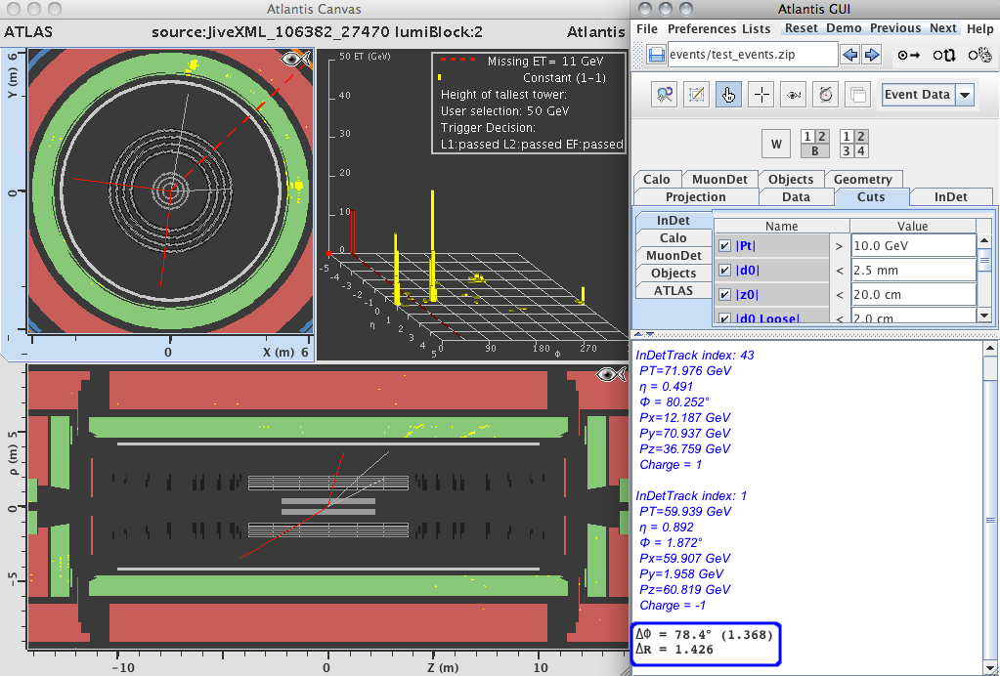 Atlantis Canvas
ATLAS source:JiveXML_106382_27470 lumiBlock:2 Atlantis
Y (m) 6
0
0
X (m) 6
50 ET (GeV)
40
30
20
10
0
Missing ET= 11 GeV
Constant (1-1)
Height of tallest tower:
User selection: 50 GeV
Trigger Decision:
L1:passed L2:passed EF:passed
-5
-4
-3
-2
-1
0
1
2
3
4
5
η
0
90
180
Φ
270
ρ (m) 5
0
-5
-10
0
Z (m)
10
Atlantis GUI
File Preferences Lists Reset Demo Previous Next Help
events/test_events.zip
Event Data
W
1 2
B
1 2
3 4
Calo MuonDet Objects Geometry
Projection Data Cuts InDet
InDet
Calo
MuonDet
Objects
ATLAS
Name Value
|Pt| > 10.0 GeV
|d0| < 2.5 mm
|z0| < 20.0 cm
|d0 Loose| < 2.0 cm
InDetTrack index: 43
PT=71.976 GeV
η = 0.491
Φ = 80.252°
Px=12.187 GeV
Py=70.937 GeV
Pz=36.759 GeV
Charge = 1
InDetTrack index: 1
PT=59.939 GeV
η = 0.892
Φ = 1.872°
Px=59.907 GeV
Py=1.958 GeV
Pz=60.819 GeV
Charge = -1
ΔΦ = 78.4° (1.368)
ΔR = 1.426